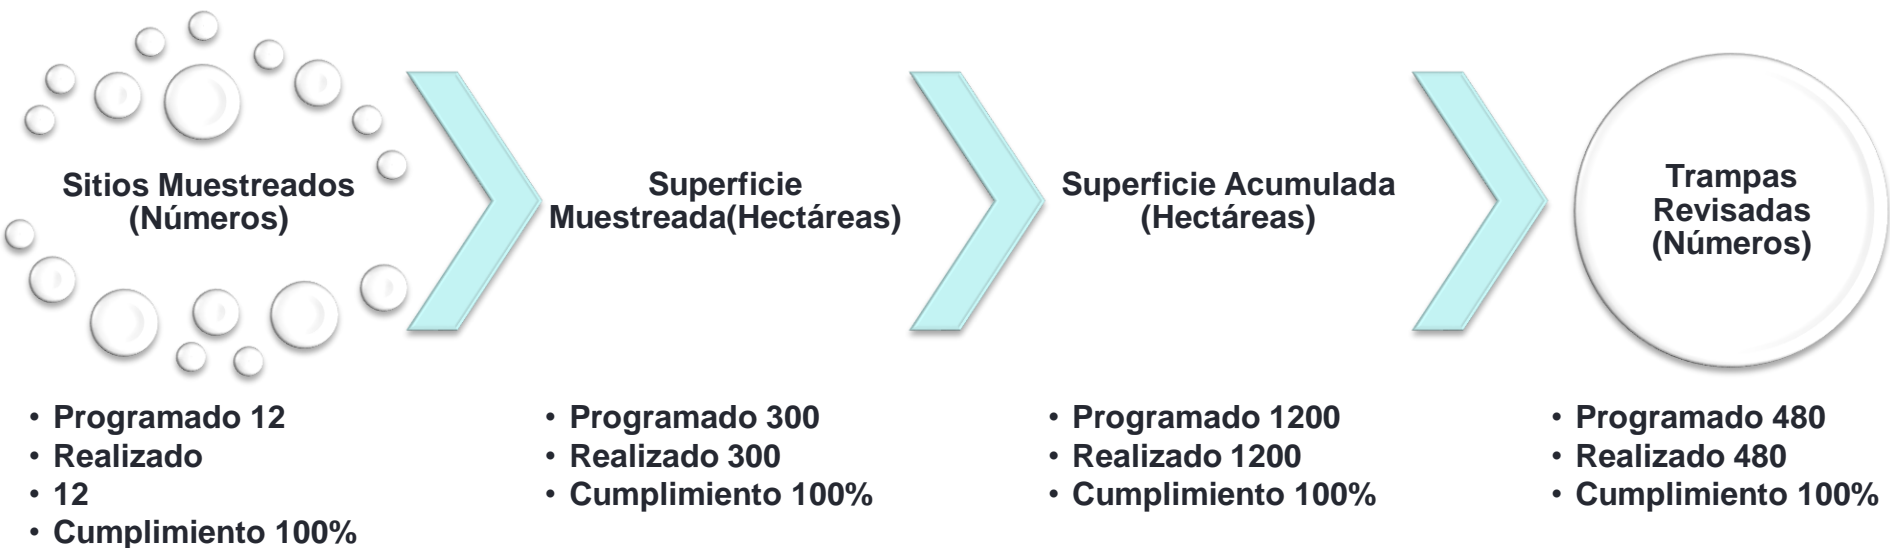 Sitios Muestreados
(Números)
• Programado 12
• Realizado
• 12
• Cumplimiento 100%
Superficie
Muestreada(Hectáreas)
• Programado 300
• Realizado 300
• Cumplimiento 100%
Superficie Acumulada
(Hectáreas)
• Programado 1200
• Realizado 1200
• Cumplimiento 100%
Trampas
Revisadas
(Números)
• Programado 480
• Realizado 480
• Cumplimiento 100%